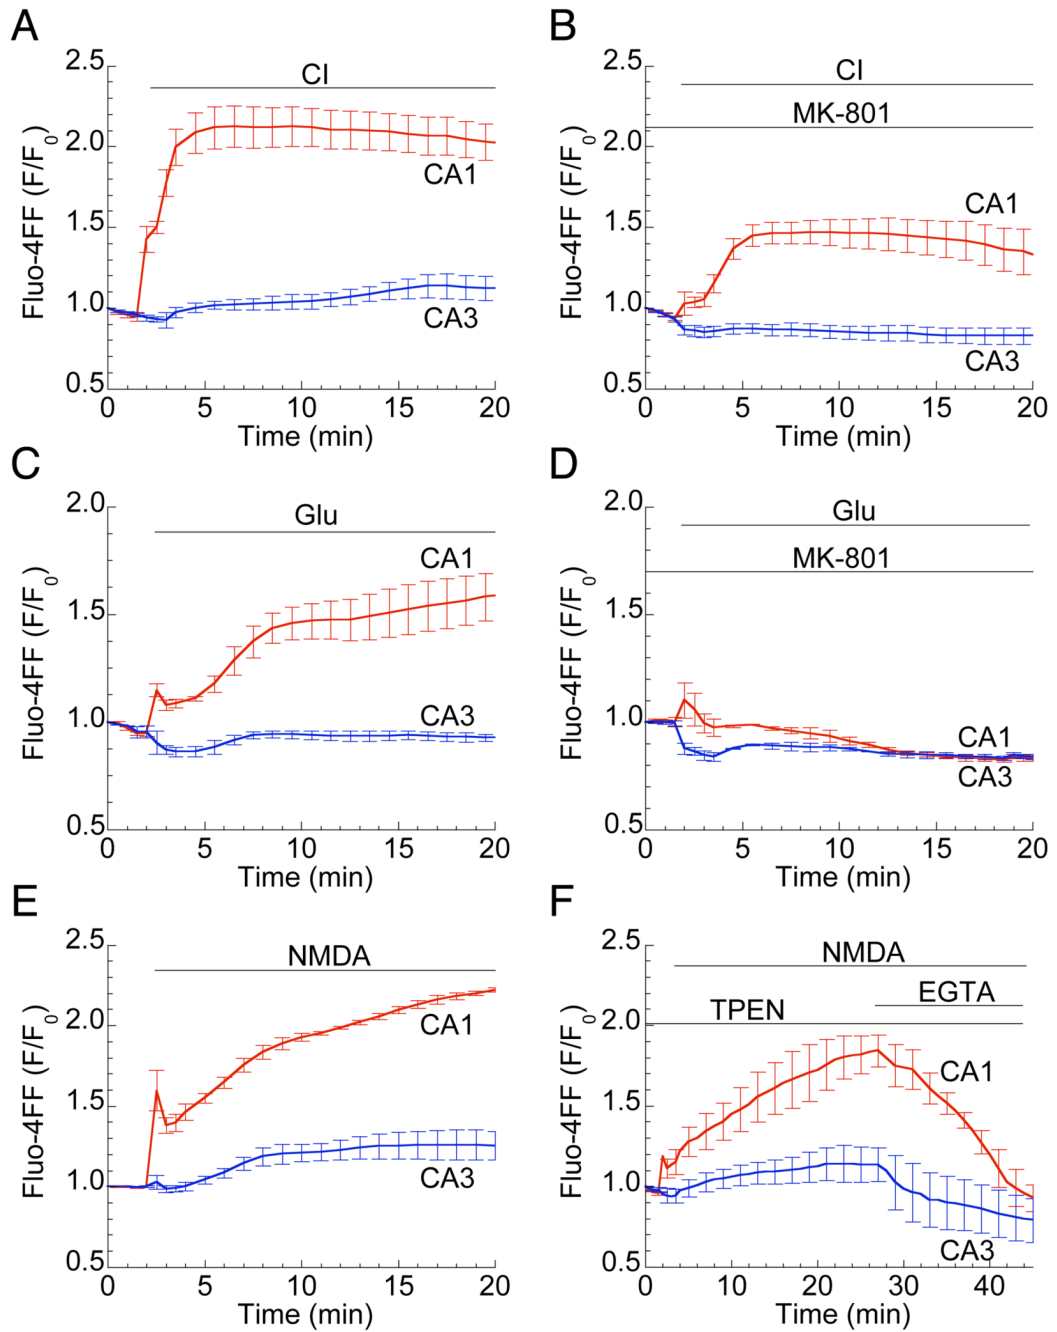 A
Fluo-4FF (F/F0)
2.5
2.0
1.5
1.0
0.5
CI
CA1
CA3
0 5 10 15 20
Time (min)
B
Fluo-4FF (F/F0)
2.5
2.0
1.5
1.0
0.5
CI
MK-801
CA1
CA3
0 5 10 15 20
Time (min)
C
Fluo-4FF (F/F0)
2.0
1.5
1.0
0.5
Glu
CA1
CA3
0 5 10 15 20
Time (min)
D
Fluo-4FF (F/F0)
2.0
1.5
1.0
0.5
Glu
MK-801
CA1
CA3
0 5 10 15 20
Time (min)
E
Fluo-4FF (F/F0)
2.5
2.0
1.5
1.0
0.5
NMDA
CA1
CA3
0 5 10 15 20
Time (min)
F
Fluo-4FF (F/F0)
2.5
2.0
1.5
1.0
0.5
NMDA
EGTA
TPEN
CA1
CA3
0 10 20 30 40
Time (min)